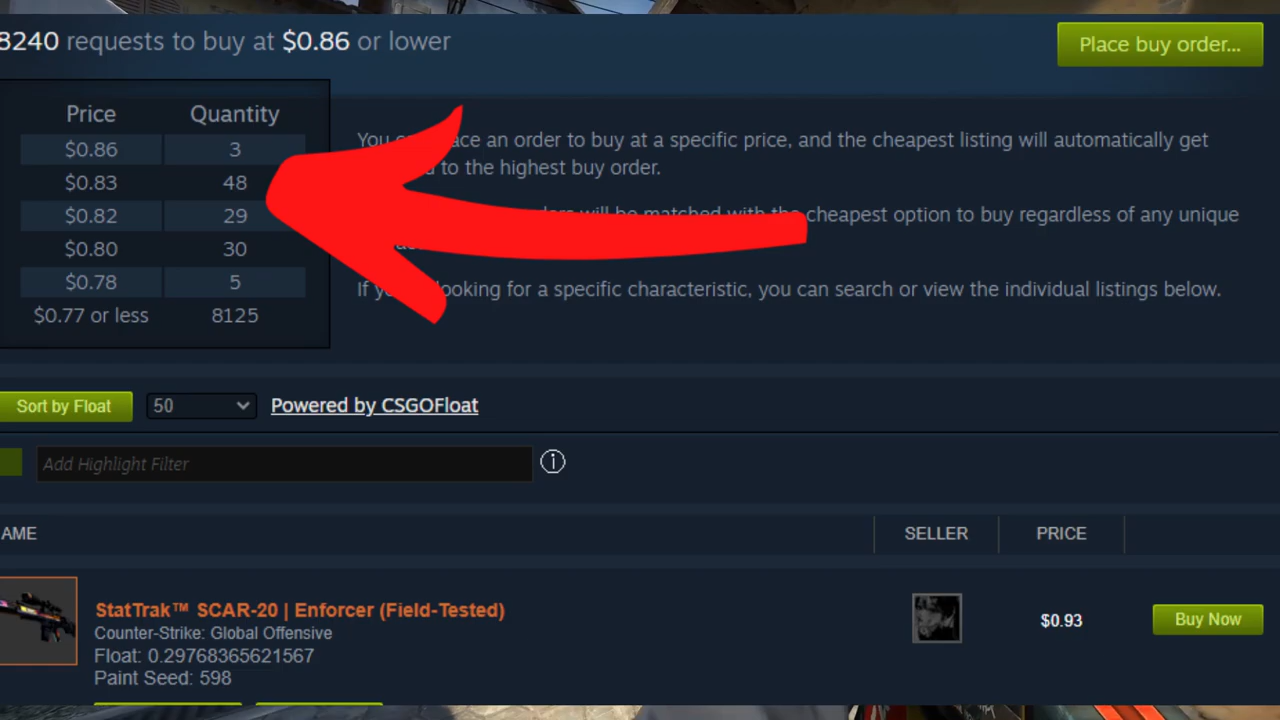 8240 requests to buy at $0.86 or lower
Place buy order...
Price Quantity
$0.86 3
$0.83 48
$0.82 29
$0.80 30
$0.78 5
$0.77 or less 8125
You an order to buy at a specific price, and the cheapest listing will automatically get
to the highest buy order.
will be matched with the cheapest option to buy regardless of any unique
If looking for a specific characteristic, you can search or view the individual listings below.
Sort by Float 50 Powered by CSGOFloat
Add Highlight Filter
AME SELLER PRICE
StatTrak™ SCAR-20 | Enforcer (Field-Tested)
Counter-Strike: Global Offensive
Float: 0.29768365621567
Paint Seed: 598
$0.93
Buy Now